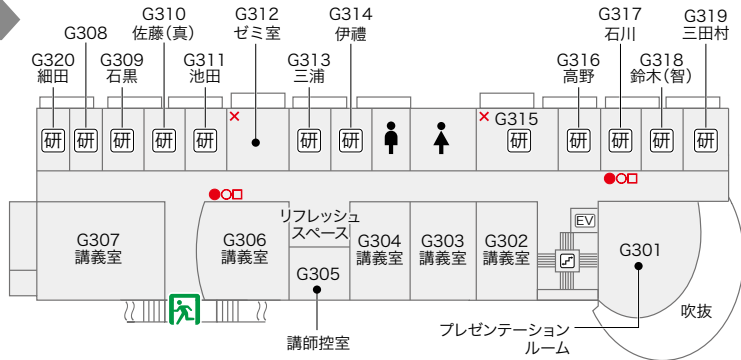 G310
佐藤(真)
G312
ゼミ室
G314
伊禮
G317
石川
G319
三田村
G308
G320
細田
G309
石黒
G311
池田
G313
三浦
G316
高野
G318
鈴木(智)
G315
研
研
研
研
研
研
研
研
研
研
研
研
リフレッシュ
スペース
EV
G307
講義室
G306
講義室
G304
講義室
G303
講義室
G302
講義室
G301
G305
吹抜
講師控室
プレゼンテーション
ルーム